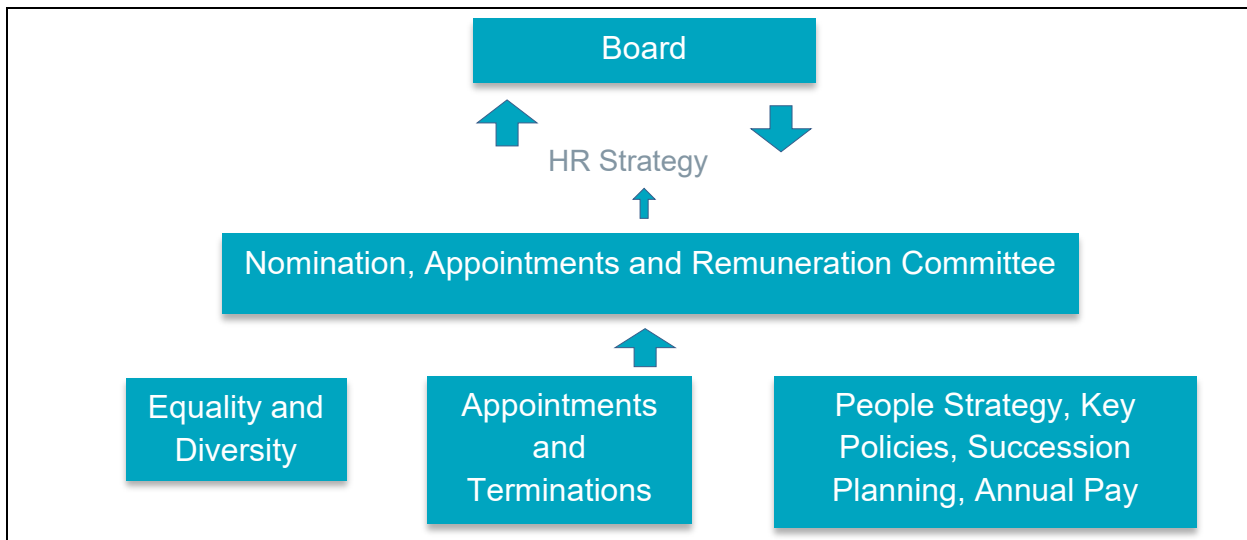 Board
HR Strategy
Nomination, Appointments and Remuneration Committee
Equality and
Diversity
Appointments
and
Terminations
People Strategy, Key
Policies, Succession
Planning, Annual Pay